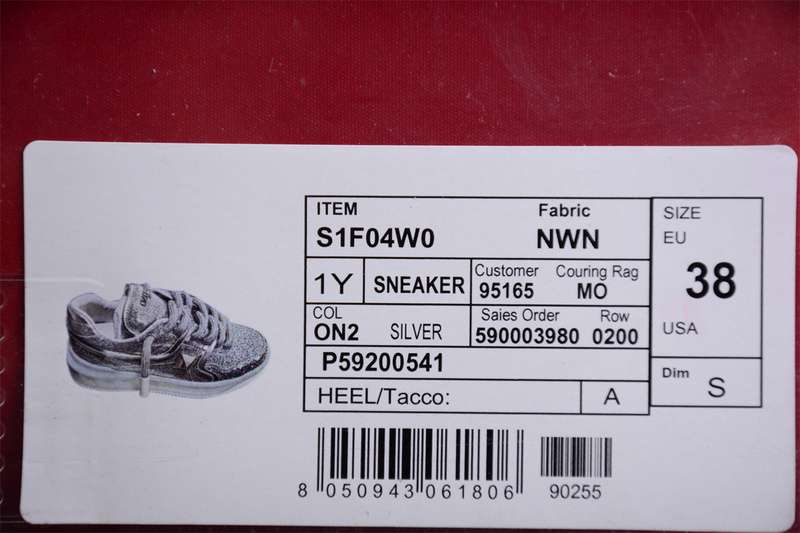 ITEM Fabric
S1F04W0 NWN
1Y SNEAKER
Customer Couring Rag
95165 MO
COL
ON2 SILVER
Sales Order Row
590003980 0200
P59200541
HEEL/Tacco: A
SIZE
EU
38
USA
Dim
S
8 050943 061806 90255